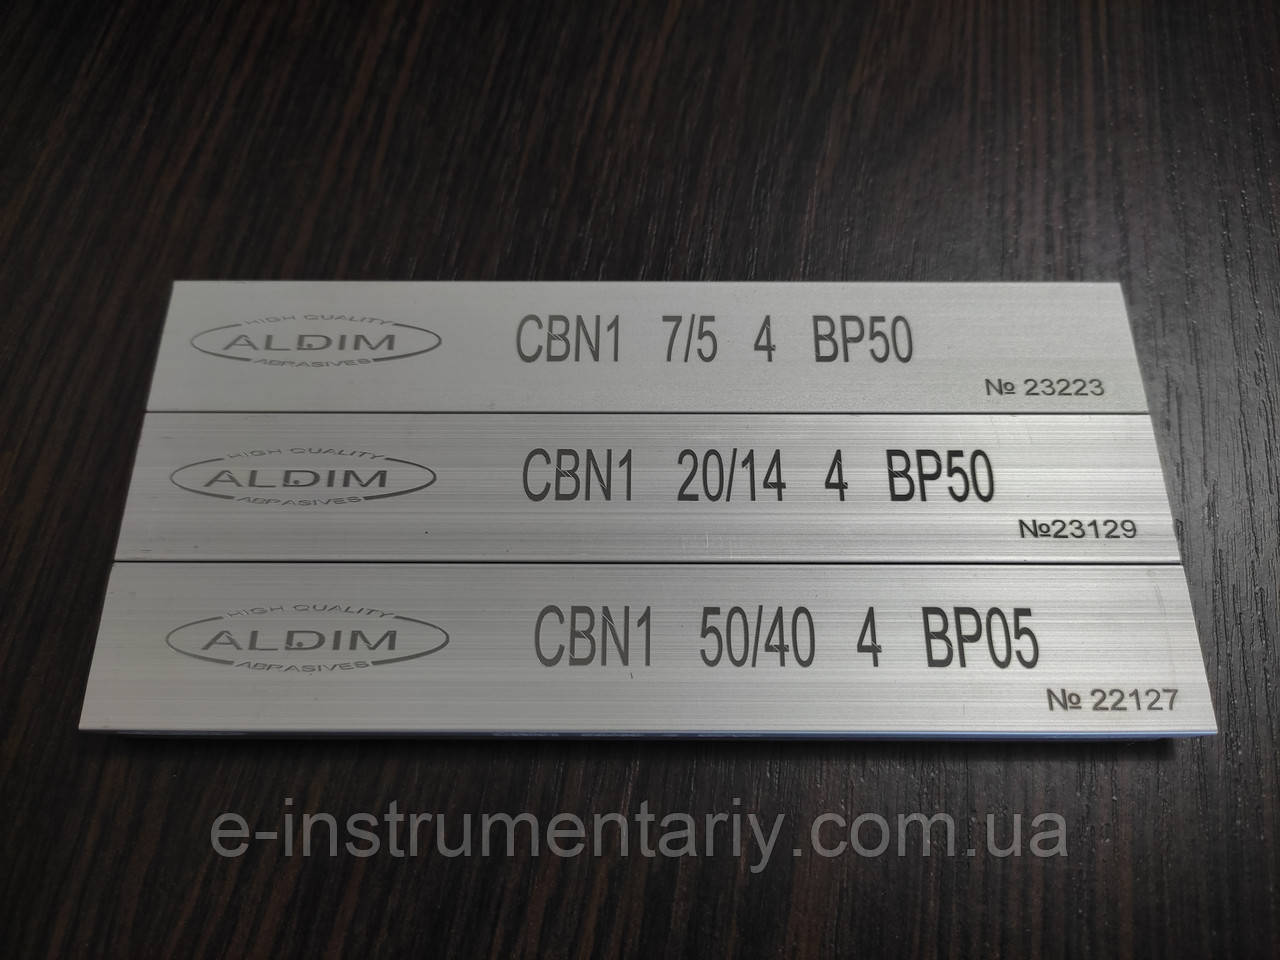 HIGH QUALITY
ALDIM
ABRASIVES
CBN1 7/5 4 BP50
№ 23223
HIGH QUALITY
ALDIM
ABRASIVES
CBN1 20/14 4 BP50
№23129
HIGH QUALITY
ALDIM
ABRASIVES
CBN1 50/40 4 BP05
№ 22127
e-instrumentariy.com.ua